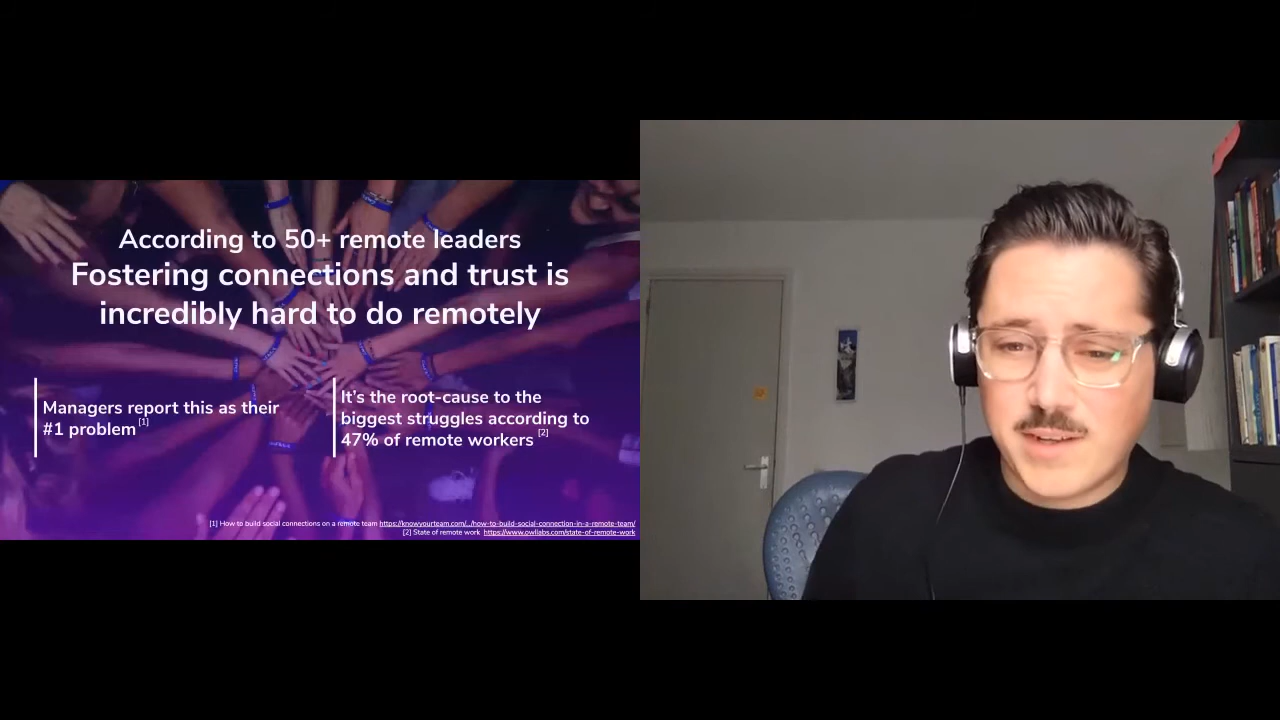 According to 50+ remote leaders
Fostering connections and trust is
incredibly hard to do remotely
Managers report this as their
#1 problem [1]
It's the root-cause to the
biggest struggles according to
47% of remote workers [2]
[1] How to build social connections on a remote team https://knowyourteam.com/.../how-to-build-social-connection-in-a-remote-team/
[2] State of remote work https://www.owllabs.com/state-of-remote-work